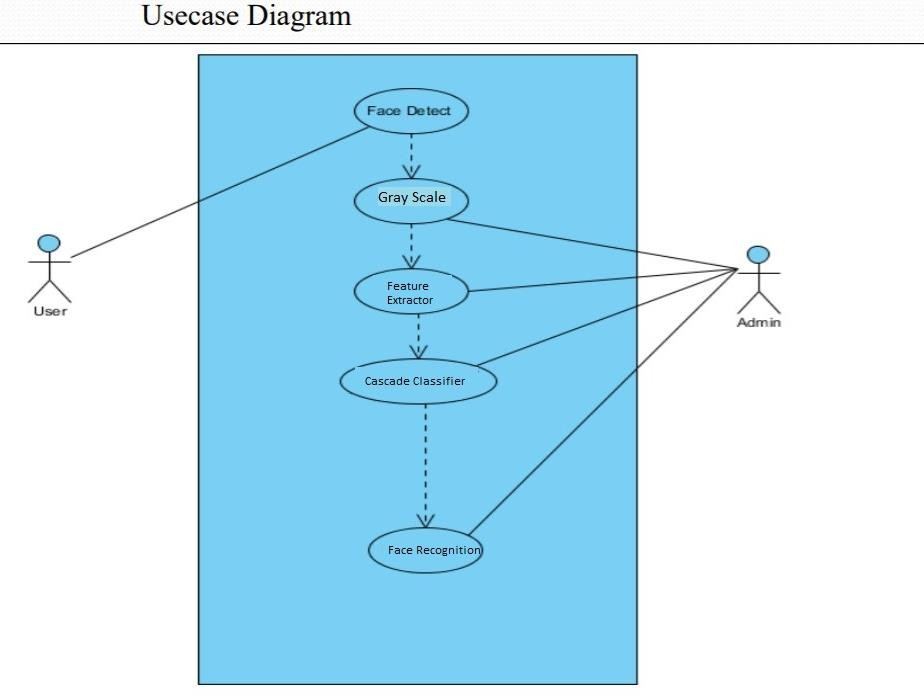 Usecase Diagram
Face Detect
Gray Scale
Feature
Extractor
Cascade Classifier
Face Recognition
User
Admin